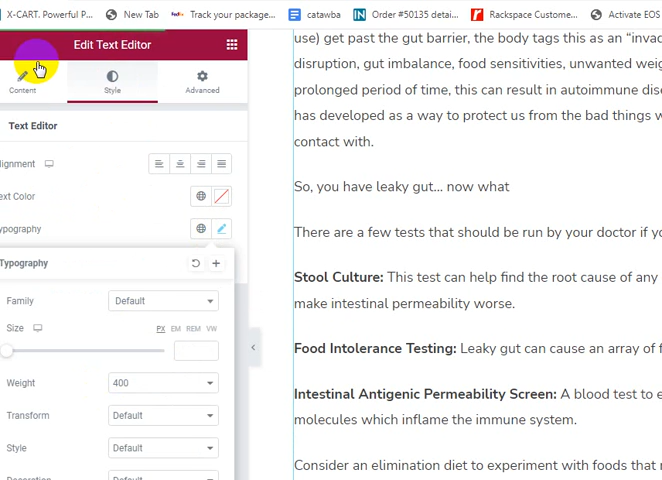 X-CART. Powerful P... New Tab Track your package... catawba Order #50135 detai... Rackspace Custome... Activate EOS
Edit Text Editor
Content Style Advanced
Text Editor
lignment
ext Color
ypography
Typography
Family Default
Size PX EM REM VW
Weight 400
Transform Default
Style Default
Decoration Default
use) get past the gut barrier, the body tags this as an "inva
disruption, gut imbalance, food sensitivities, unwanted weig
prolonged period of time, this can result in autoimmune dise
has developed as a way to protect us from the bad things w
contact with.
So, you have leaky gut... now what
There are a few tests that should be run by your doctor if yo
Stool Culture: This test can help find the root cause of any
make intestinal permeability worse.
Food Intolerance Testing: Leaky gut can cause an array of f
Intestinal Antigenic Permeability Screen: A blood test to e
molecules which inflame the immune system.
Consider an elimination diet to experiment with foods that m